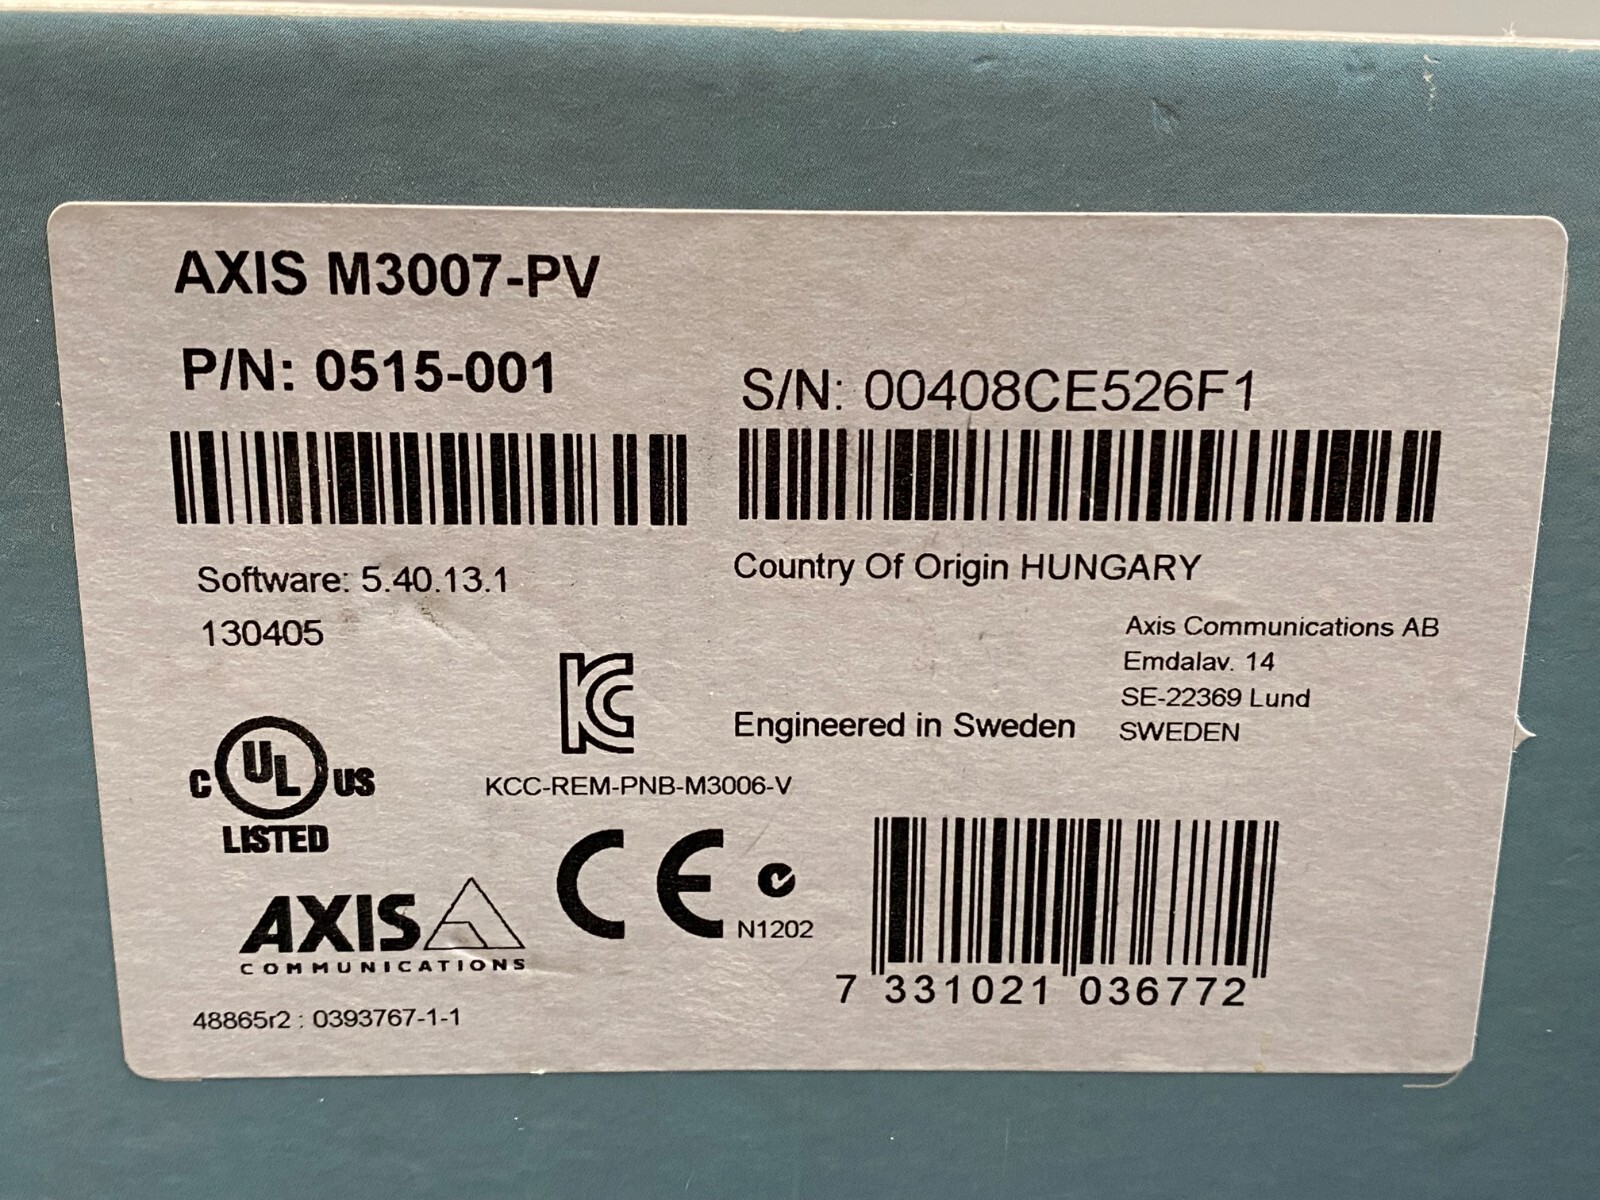 AXIS M3007-PV
P/N: 0515-001
S/N: 00408CE526F1
Software: 5.40.13.1
130405
Country Of Origin HUNGARY
Axis Communications AB
Emdalav. 14
SE-22369 Lund
SWEDEN
Engineered in Sweden
KC
KCC-REM-PNB-M3006-V
C UL US
LISTED
CE
N1202
AXIS
COMMUNICATIONS
7 331021 036772
48865r2 : 0393767-1-1